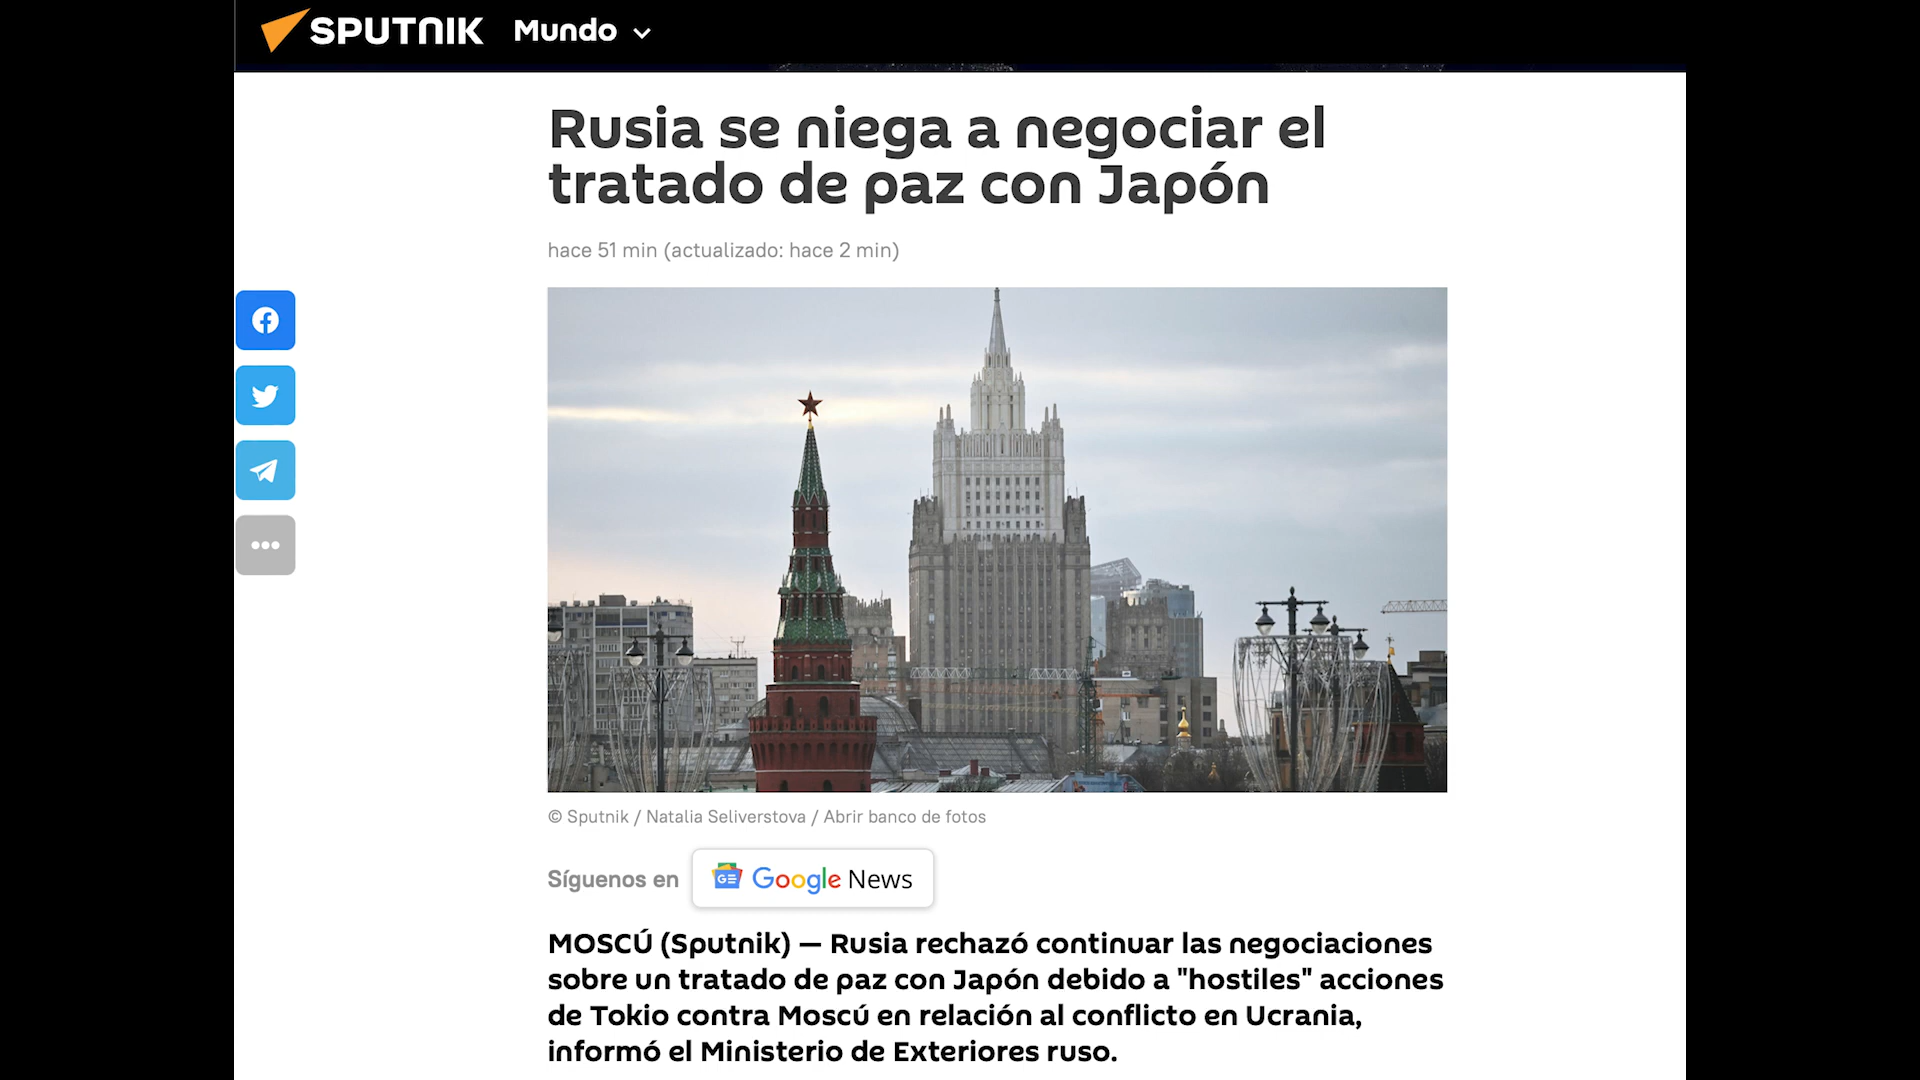 SPUTNIK Mundo
Rusia se niega a negociar el
tratado de paz con Japón
hace 51 min (actualizado: hace 2 min)
© Sputnik / Natalia Seliverstova / Abrir banco de fotos
Síguenos en GE Google News
MOSCÚ (Sputnik) — Rusia rechazó continuar las negociaciones
sobre un tratado de paz con Japón debido a "hostiles" acciones
de Tokio contra Moscú en relación al conflicto en Ucrania,
informó el Ministerio de Exteriores ruso.